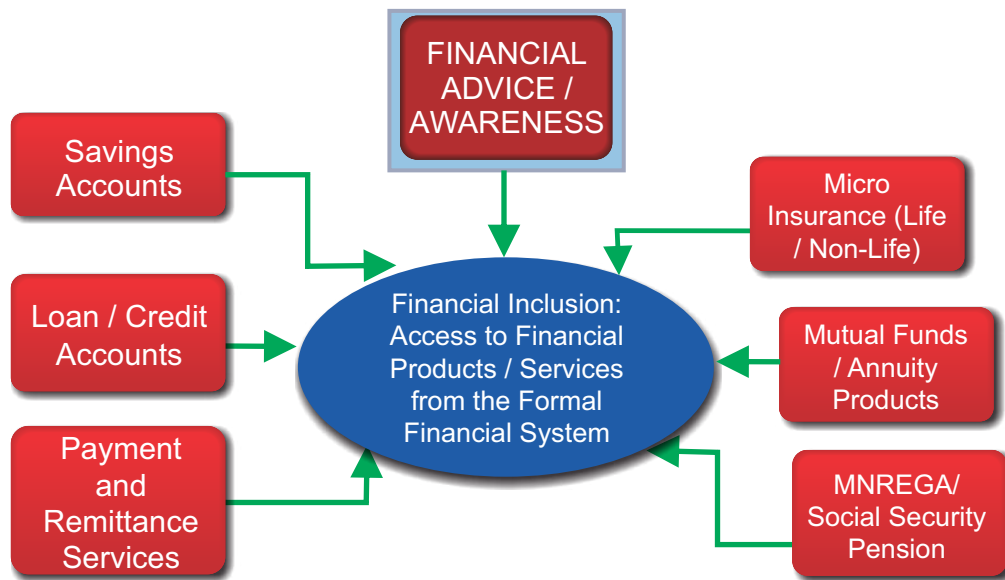 FINANCIAL
ADVICE /
AWARENESS
Savings
Accounts
Micro
Insurance (Life
/ Non-Life)
Loan / Credit
Accounts
Financial Inclusion:
Access to Financial
Products / Services
from the Formal
Financial System
Mutual Funds
/ Annuity
Products
Payment
and
Remittance
Services
MNREGA/
Social Security
Pension